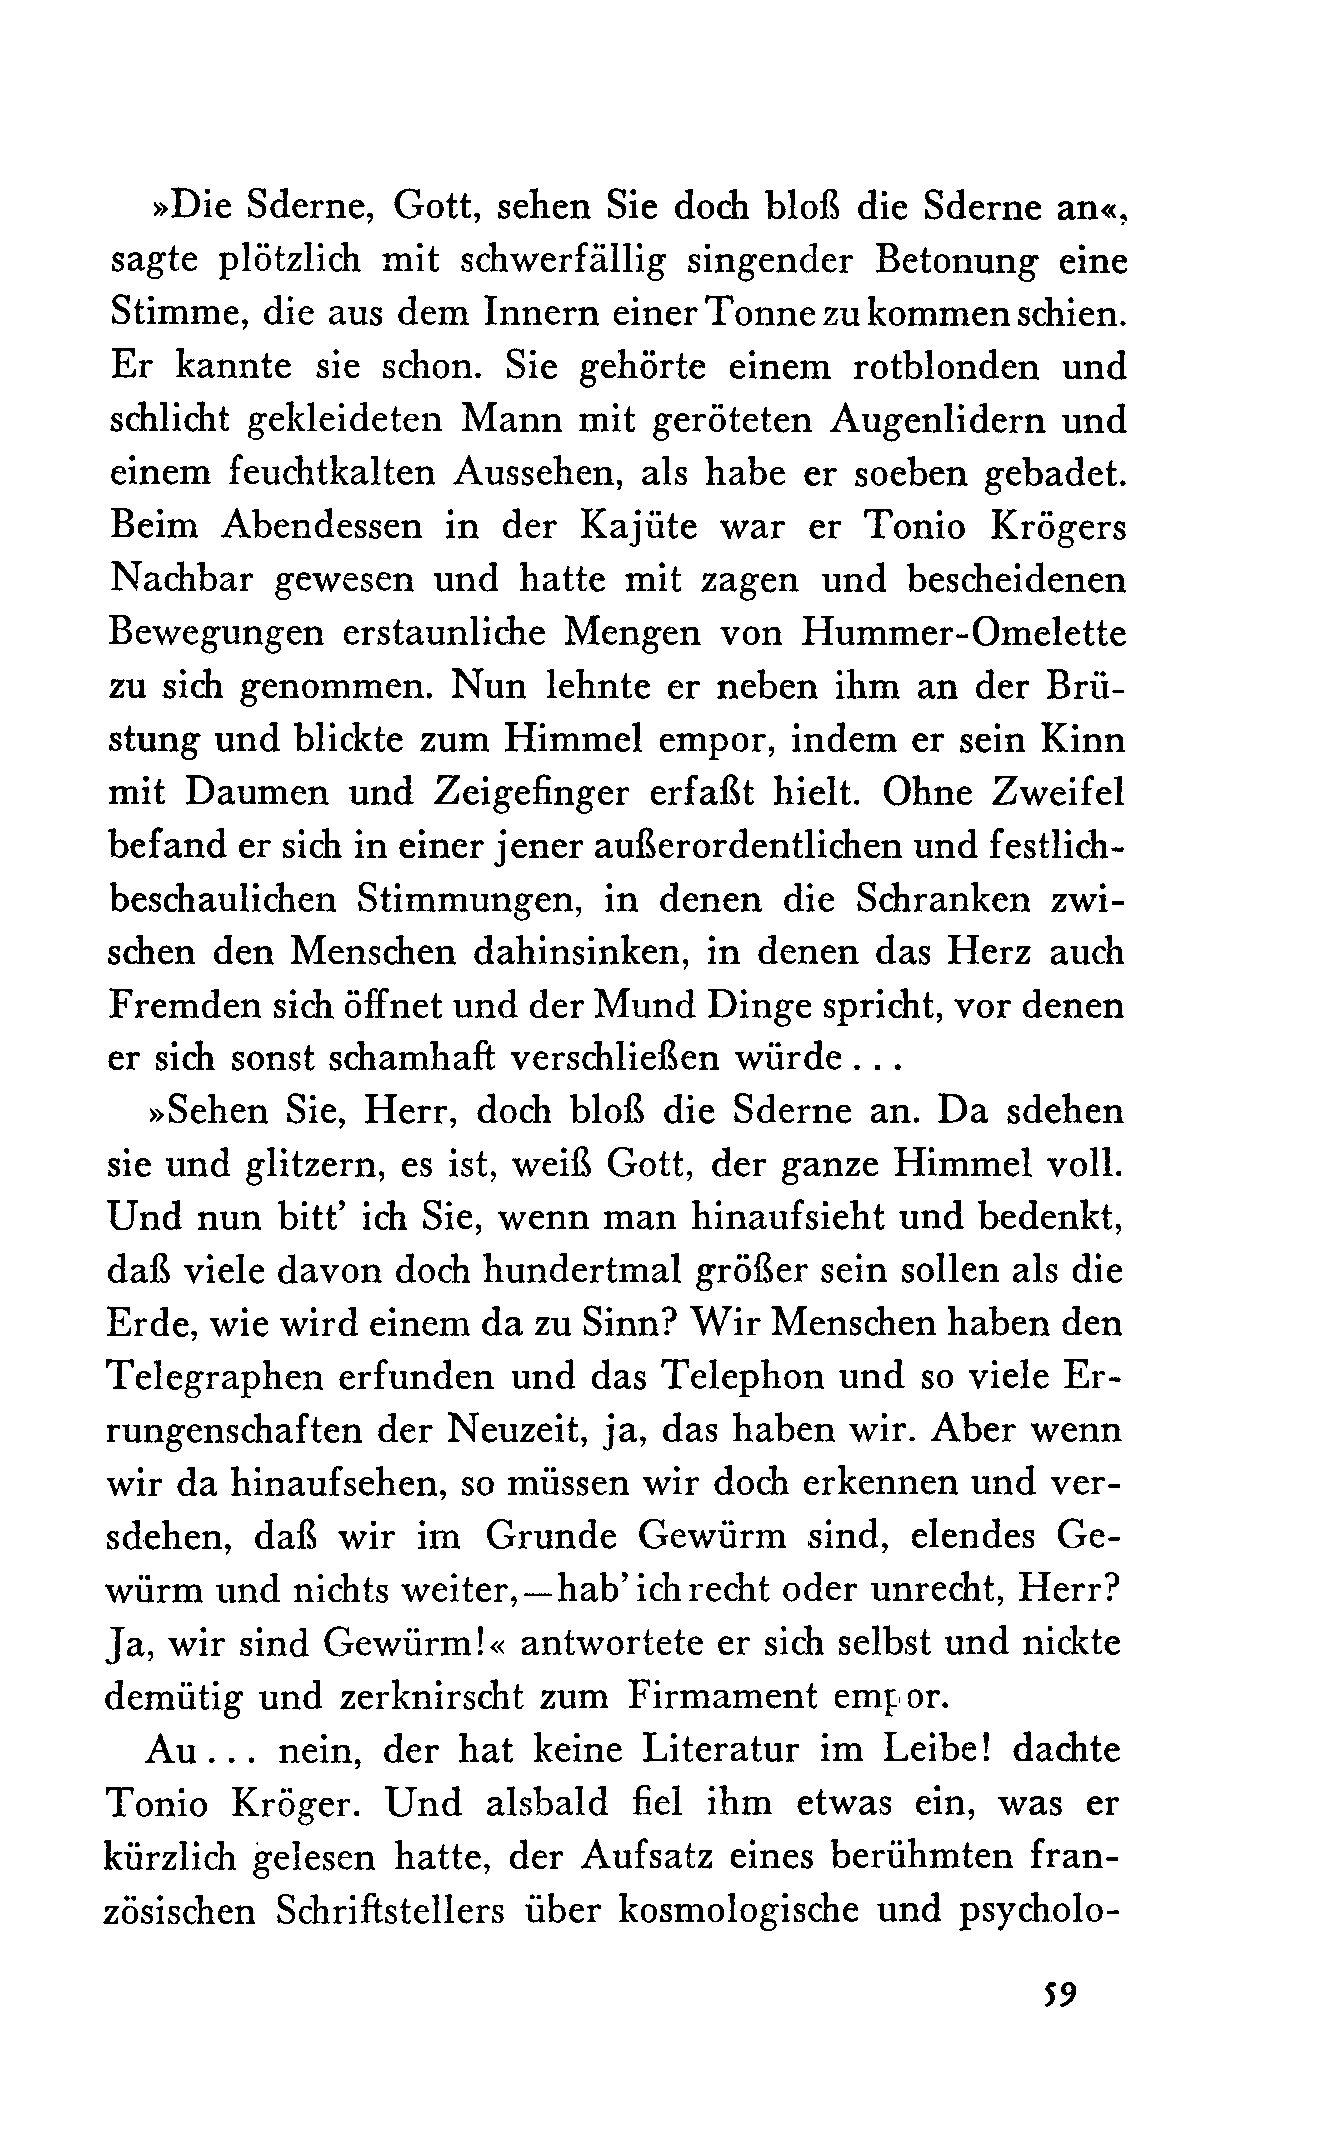 »Die Sderne, Gott, sehen Sie doch bloß die Sderne an«,
sagte plötzlich mit schwerfällig singender Betonung eine
Stimme, die aus dem Innern einer Tonne zu kommen schien.
Er kannte sie schon. Sie gehörte einem rotblonden und
schlicht gekleideten Mann mit geröteten Augenlidern und
einem feuchtkalten Aussehen, als habe er soeben gebadet.
Beim Abendessen in der Kajüte war er Tonio Krögers
Nachbar gewesen und hatte mit zagen und bescheidenen
Bewegungen erstaunliche Mengen von Hummer-Omelette
zu sich genommen. Nun lehnte er neben ihm an der Brü-
stung und blickte zum Himmel empor, indem er sein Kinn
mit Daumen und Zeigefinger erfaßt hielt. Ohne Zweifel
befand er sich in einer jener außerordentlichen und festlich-
beschaulichen Stimmungen, in denen die Schranken zwi-
schen den Menschen dahinsinken, in denen das Herz auch
Fremden sich öffnet und der Mund Dinge spricht, vor denen
er sich sonst schamhaft verschließen würde . . .
»Sehen Sie, Herr, doch bloß die Sderne an. Da sdehen
sie und glitzern, es ist, weiß Gott, der ganze Himmel voll.
Und nun bitt’ ich Sie, wenn man hinaufsieht und bedenkt,
daß viele davon doch hundertmal größer sein sollen als die
Erde, wie wird einem da zu Sinn? Wir Menschen haben den
Telegraphen erfunden und das Telephon und so viele Er-
rungenschaften der Neuzeit, ja, das haben wir. Aber wenn
wir da hinaufsehen, so müssen wir doch erkennen und ver-
sdehen, daß wir im Grunde Gewürm sind, elendes Ge-
würm und nichts weiter,—hab’ ich recht oder unrecht, Herr?
Ja, wir sind Gewürm!« antwortete er sich selbst und nickte
demütig und zerknirscht zum Firmament empor.
Au . . . nein, der hat keine Literatur im Leibe! dachte
Tonio Kröger. Und alsbald fiel ihm etwas ein, was er
kürzlich gelesen hatte, der Aufsatz eines berühmten fran-
zösischen Schriftstellers über kosmologische und psycholo-
59